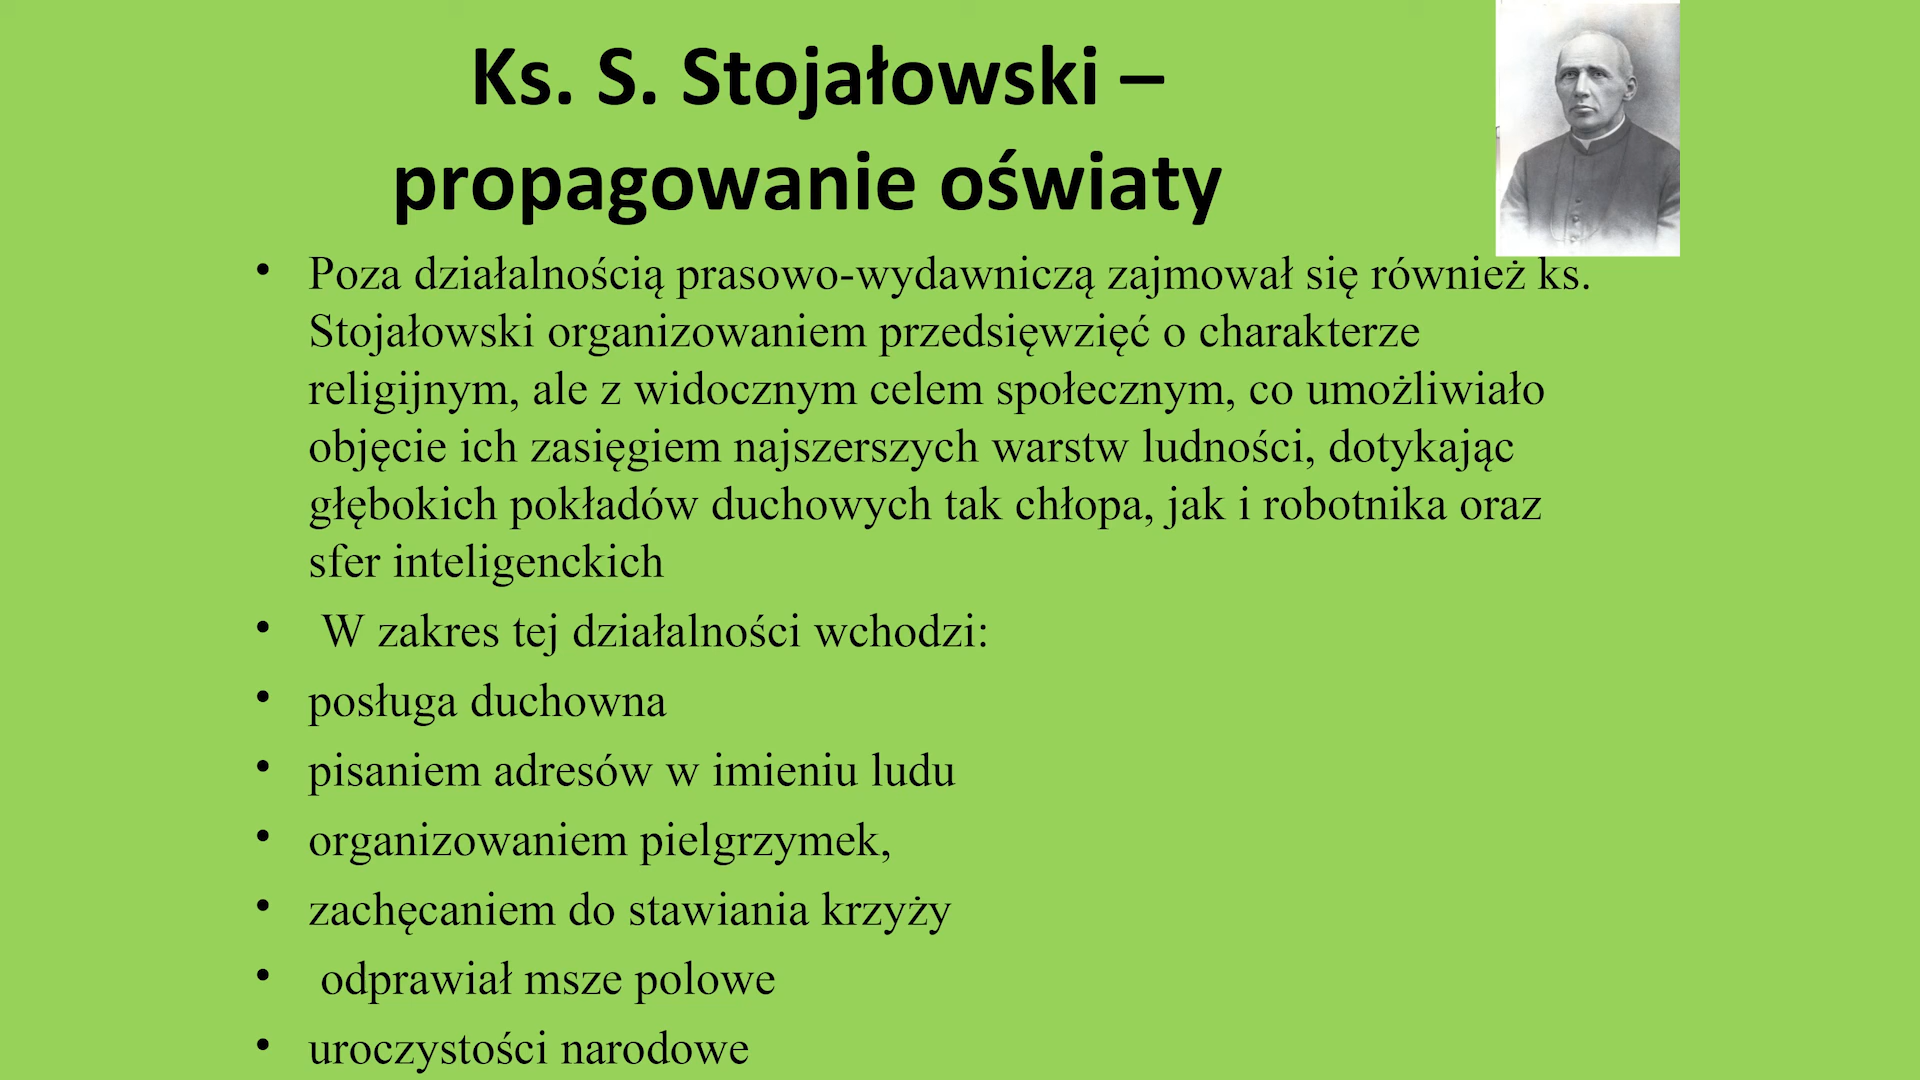 Ks. S. Stojałowski –
propagowanie oświaty
• Poza działalnością prasowo-wydawniczą zajmował się również ks.
Stojałowski organizowaniem przedsięwzięć o charakterze
religijnym, ale z widocznym celem społecznym, co umożliwiało
objęcie ich zasięgiem najszerszych warstw ludności, dotykając
głębokich pokładów duchowych tak chłopa, jak i robotnika oraz
sfer inteligenckich
• W zakres tej działalności wchodzi:
• posługa duchowna
• pisaniem adresów w imieniu ludu
• organizowaniem pielgrzymek,
• zachęcaniem do stawiania krzyży
• odprawiał msze polowe
• uroczystości narodowe